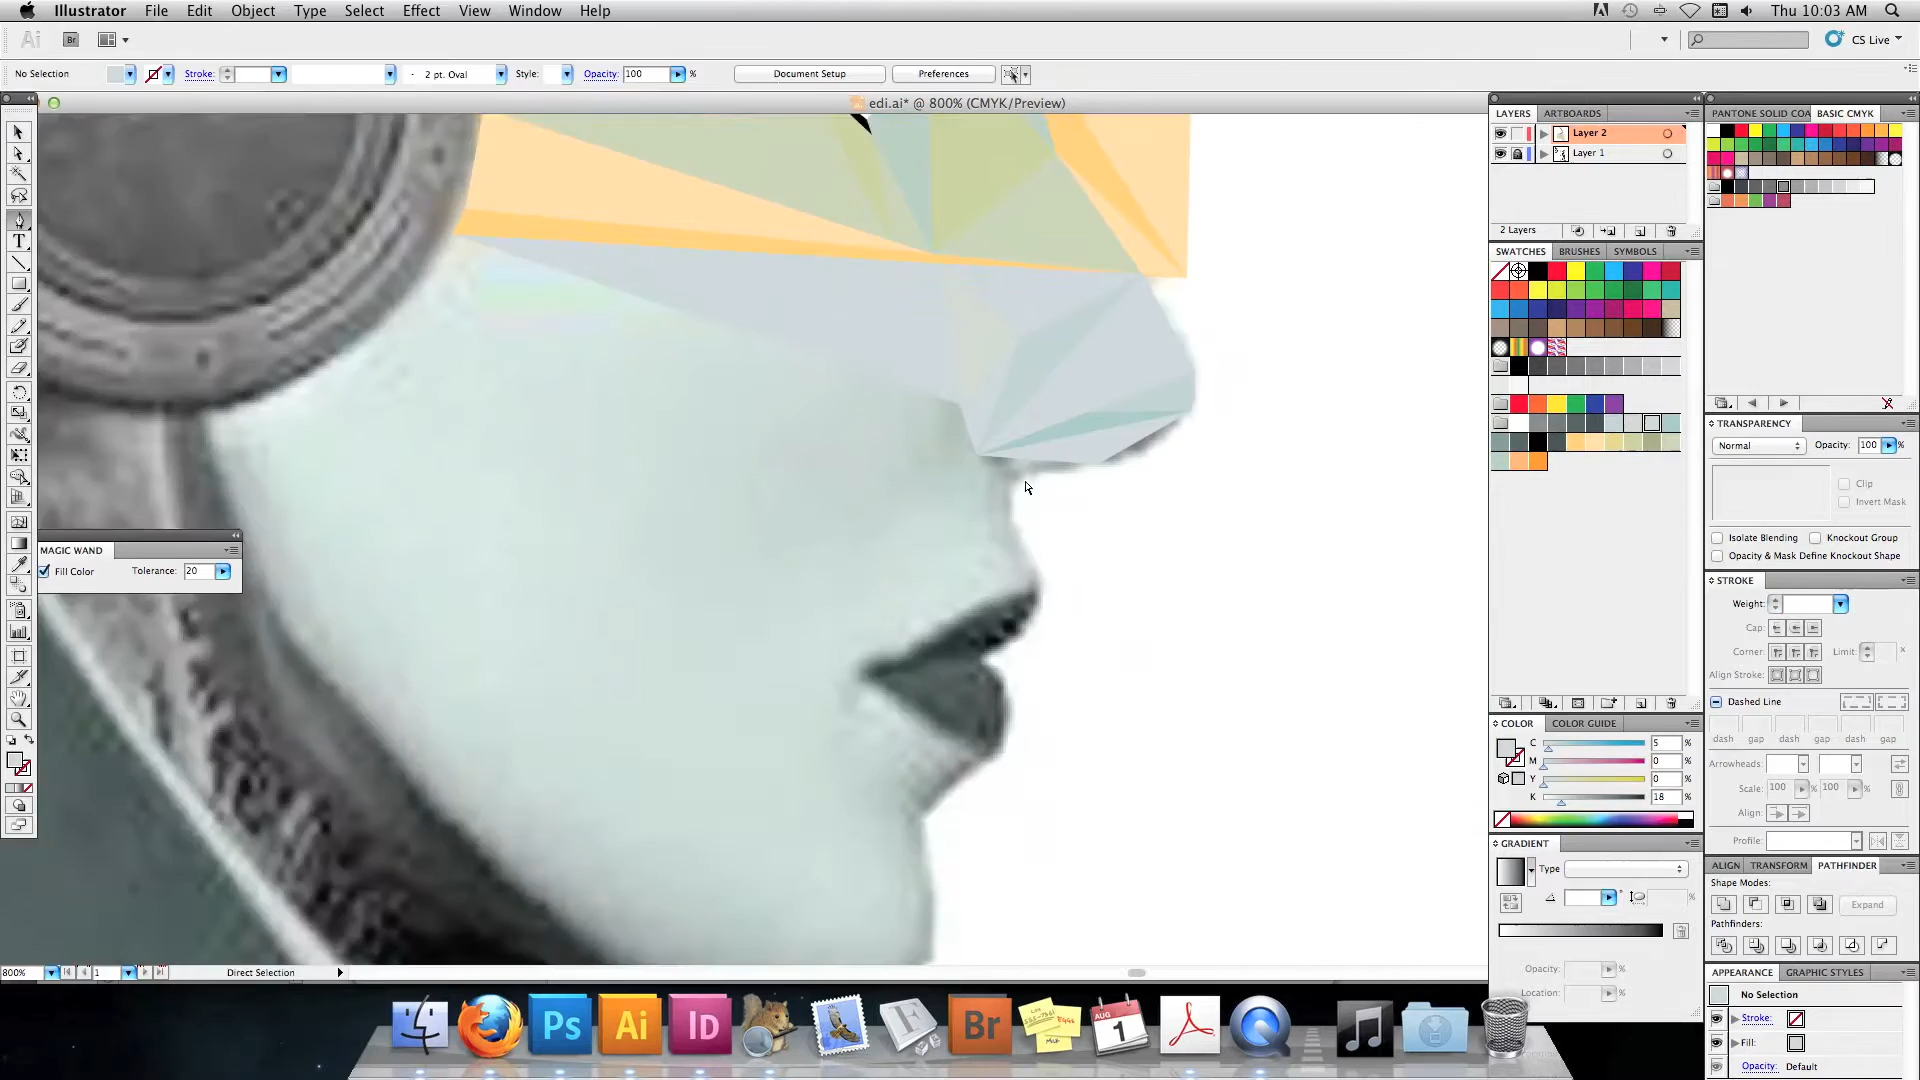 Illustrator File Edit Object Type Select Effect View Window Help Thu 10:03 AM
Ai Br CS Live
No Selection Stroke: 2 pt. Oval Style: Opacity: 100 % Document Setup Preferences
edi.ai* @ 800% (CMYK/Preview)
LAYERS ARTBOARDS
Layer 2
Layer 1
2 Layers
PANTONE SOLID COA BASIC CMYK
SWATCHES BRUSHES SYMBOLS
TRANSPARENCY
Normal Opacity: 100 %
Clip
Invert Mask
Isolate Blending Knockout Group
Opacity & Mask Define Knockout Shape
STROKE
Weight:
Cap:
Corner: Limit: x
Align Stroke:
Dashed Line
dash gap dash gap dash gap
Arrowheads:
Scale: 100 % 100 %
Align:
Profile:
MAGIC WAND
Fill Color Tolerance: 20
COLOR COLOR GUIDE
C 5 %
M 0 %
Y 0 %
K 18 %
GRADIENT
Type
°
%
Opacity: %
Location: %
ALIGN TRANSFORM PATHFINDER
Shape Modes:
Expand
Pathfinders:
APPEARANCE GRAPHIC STYLES
No Selection
Stroke:
Fill:
Opacity: Default
800% 1 Direct Selection
Ps Ai Id Br
AUG
1